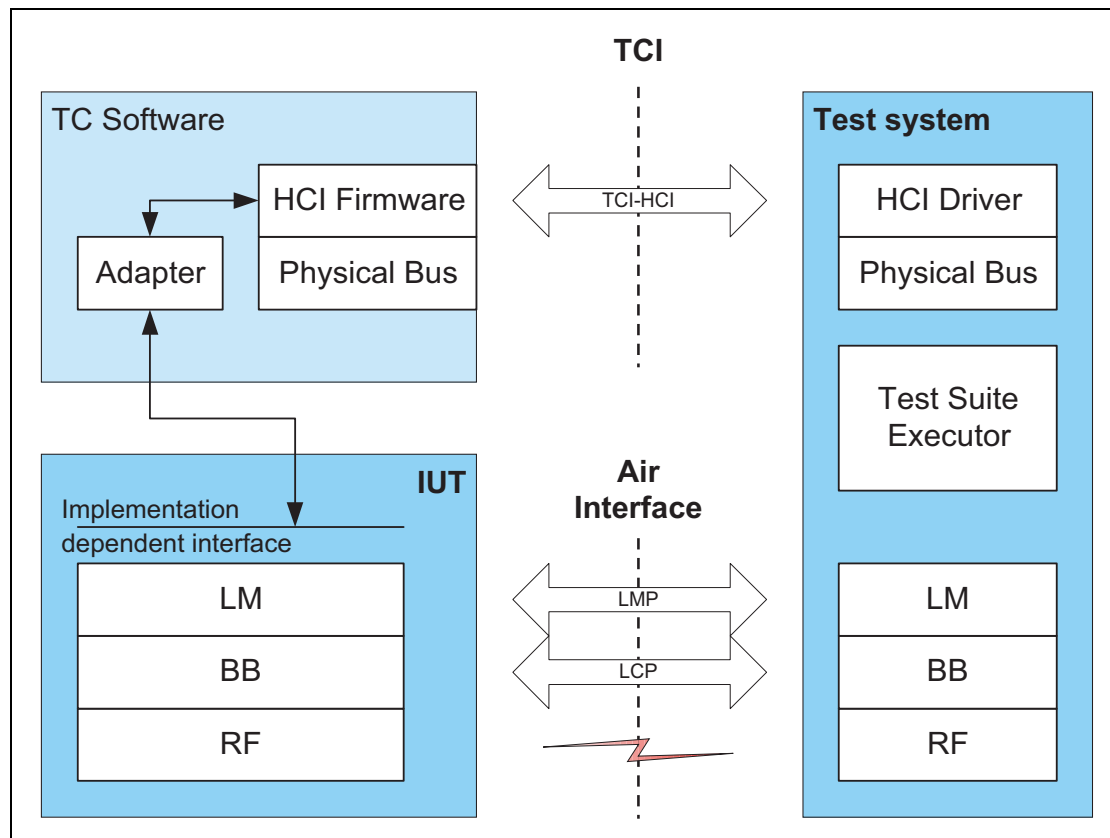 TCI
TC Software
HCI Firmware
Physical Bus
Adapter
TCI-HCI
Test system
HCI Driver
Physical Bus
Test Suite
Executor
IUT
Implementation
dependent interface
LM
BB
RF
Air
Interface
LMP
LCP
LM
BB
RF